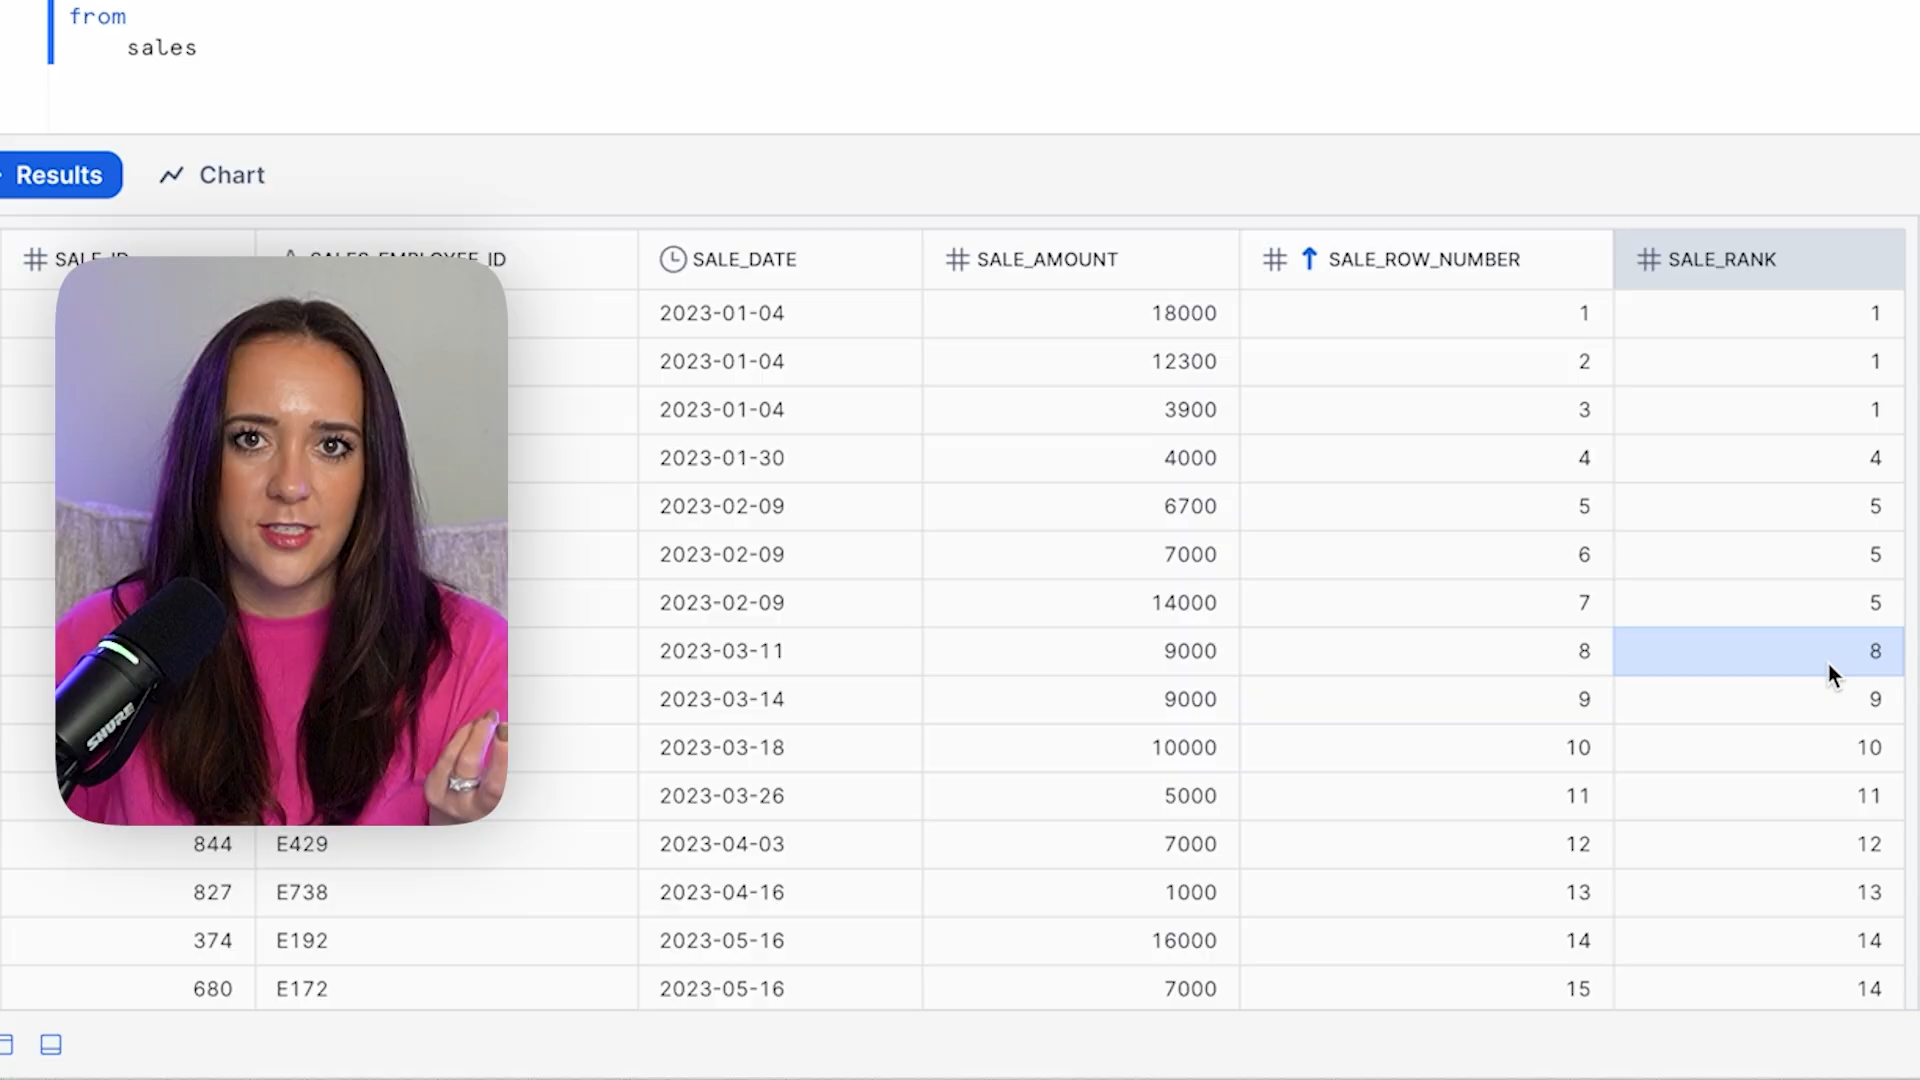 from
sales
Results Chart
SALE_ID SALES_EMPLOYEE_ID SALE_DATE SALE_AMOUNT SALE_ROW_NUMBER SALE_RANK
2023-01-04 18000 1 1
2023-01-04 12300 2 1
2023-01-04 3900 3 1
2023-01-30 4000 4 4
2023-02-09 6700 5 5
2023-02-09 7000 6 5
2023-02-09 14000 7 5
2023-03-11 9000 8 8
2023-03-14 9000 9 9
2023-03-18 10000 10 10
2023-03-26 5000 11 11
844 E429 2023-04-03 7000 12 12
827 E738 2023-04-16 1000 13 13
374 E192 2023-05-16 16000 14 14
680 E172 2023-05-16 7000 15 14
SHURE